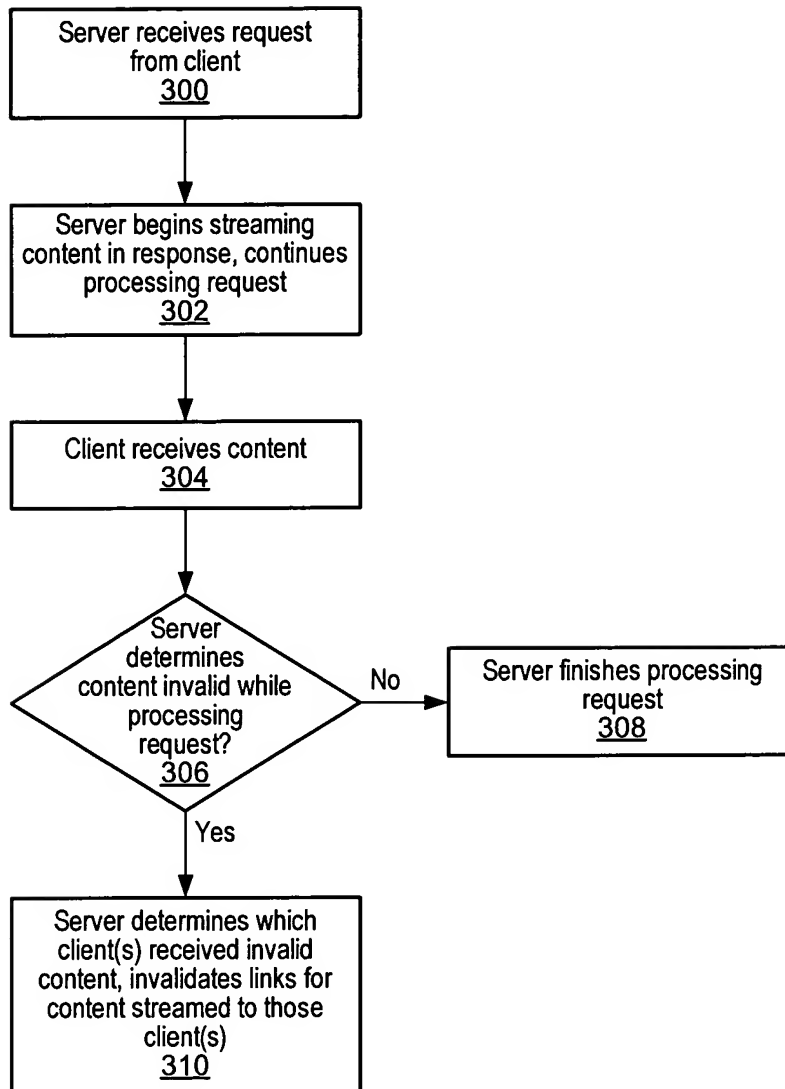 Server receives request
from client
300
Server begins streaming
content in response, continues
processing request
302
Client receives content
304
Server
determines
content invalid while
processing
request?
306
No
Server finishes processing
request
308
Yes
Server determines which
client(s) received invalid
content, invalidates links for
content streamed to those
client(s)
310